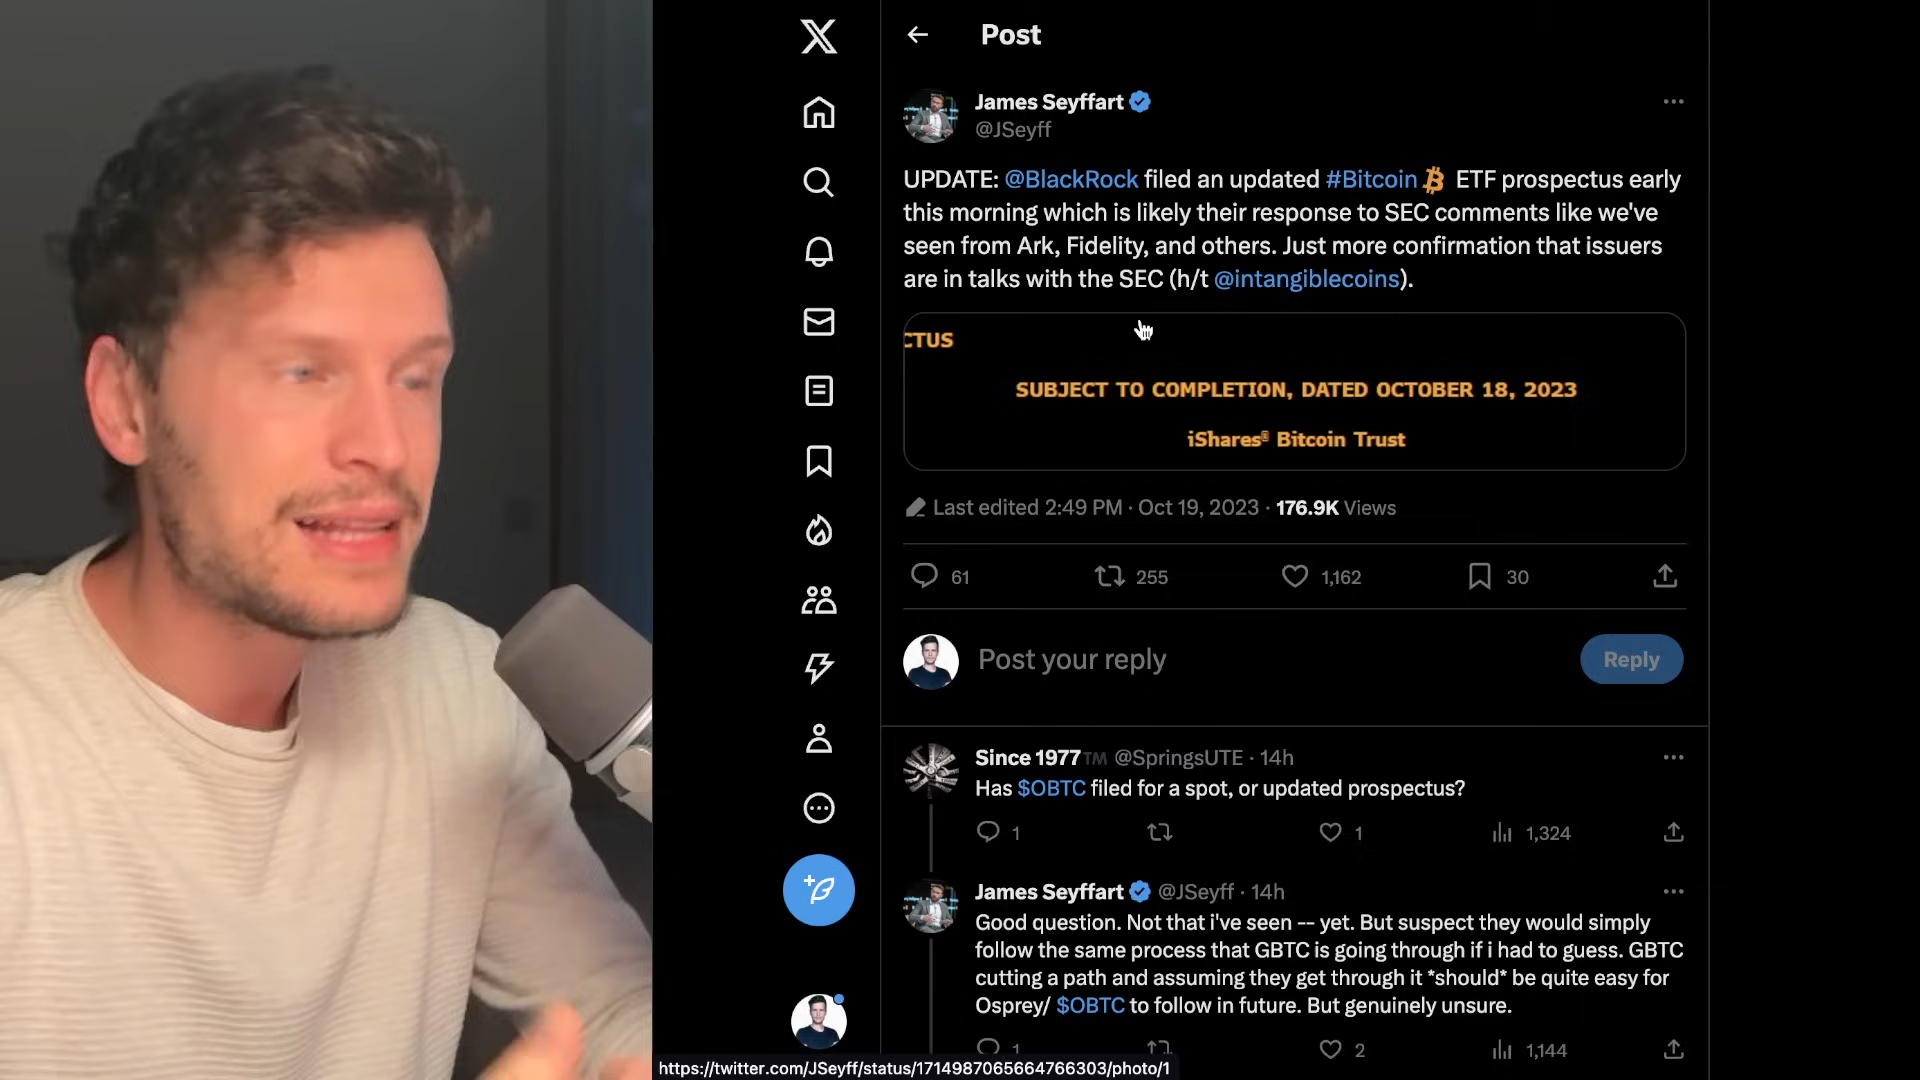 Post
James Seyffart
@JSeyff
UPDATE: @BlackRock filed an updated #Bitcoin ETF prospectus early
this morning which is likely their response to SEC comments like we've
seen from Ark, Fidelity, and others. Just more confirmation that issuers
are in talks with the SEC (h/t @intangiblecoins).
CTUS
SUBJECT TO COMPLETION, DATED OCTOBER 18, 2023
iShares® Bitcoin Trust
Last edited 2:49 PM · Oct 19, 2023 · 176.9K Views
61 255 1,162 30
Post your reply
Reply
Since 1977™ @SpringsUTE · 14h
Has $OBTC filed for a spot, or updated prospectus?
1 1 1,324
James Seyffart @JSeyff · 14h
Good question. Not that i've seen -- yet. But suspect they would simply
follow the same process that GBTC is going through if i had to guess. GBTC
cutting a path and assuming they get through it *should* be quite easy for
Osprey/ $OBTC to follow in future. But genuinely unsure.
1 2 1,144
https://twitter.com/JSeyff/status/1714987065664766303/photo/1